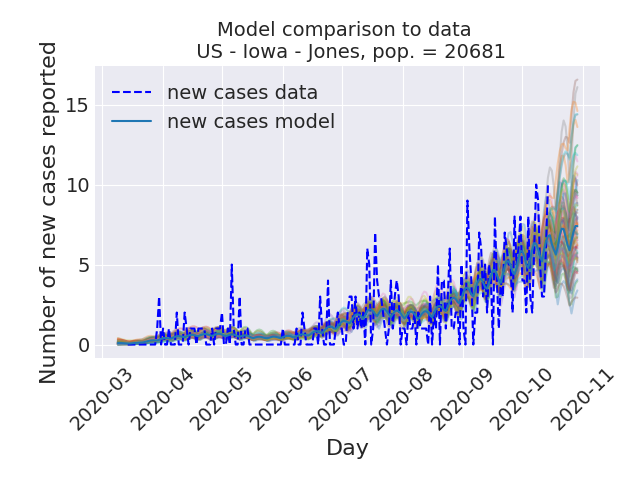 Model comparison to data
US - Iowa - Jones, pop. = 20681
Number of new cases reported
new cases data
new cases model
15
10
5
0
2020-03
2020-04
2020-05
2020-06
2020-07
2020-08
2020-09
2020-10
2020-11
Day